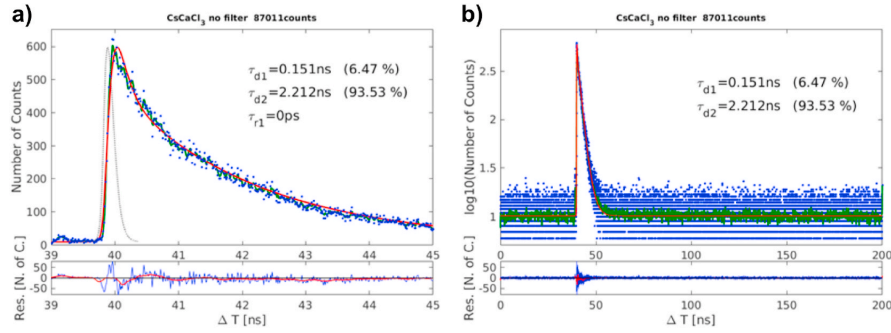 a)
CsCaCl3 no filter 87011counts
Number of Counts
600
500
400
300
200
100
0
τd1=0.151ns (6.47 %)
τd2=2.212ns (93.53 %)
τr1=0ps
39 40 41 42 43 44 45
Res. [N. of C.]
50
0
-50
39 40 41 42 43 44 45
Δ T [ns]
b)
CsCaCl3 no filter 87011counts
log10(Number of Counts)
2.5
2
1.5
1
τd1=0.151ns (6.47 %)
τd2=2.212ns (93.53 %)
0 50 100 150 200
Res. [N. of C.]
50
0
-50
0 50 100 150 200
Δ T [ns]